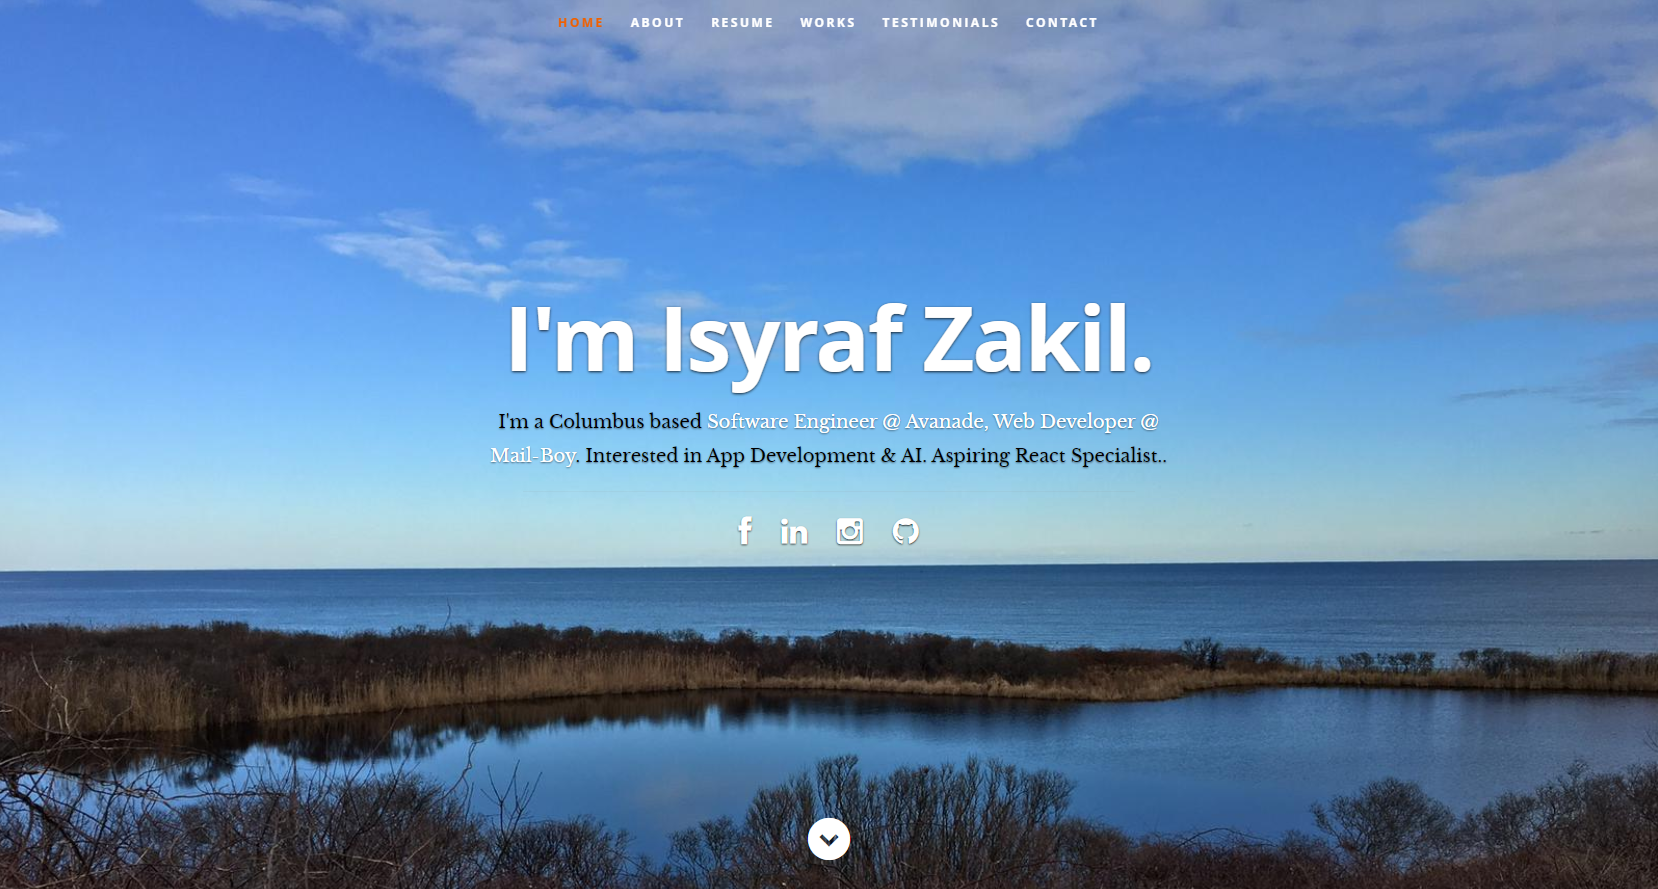 HOME ABOUT RESUME WORKS TESTIMONIALS CONTACT
I'm Isyraf Zakil.
I'm a Columbus based Software Engineer @ Avanade, Web Developer @
Mail-Boy. Interested in App Development & AI. Aspiring React Specialist..